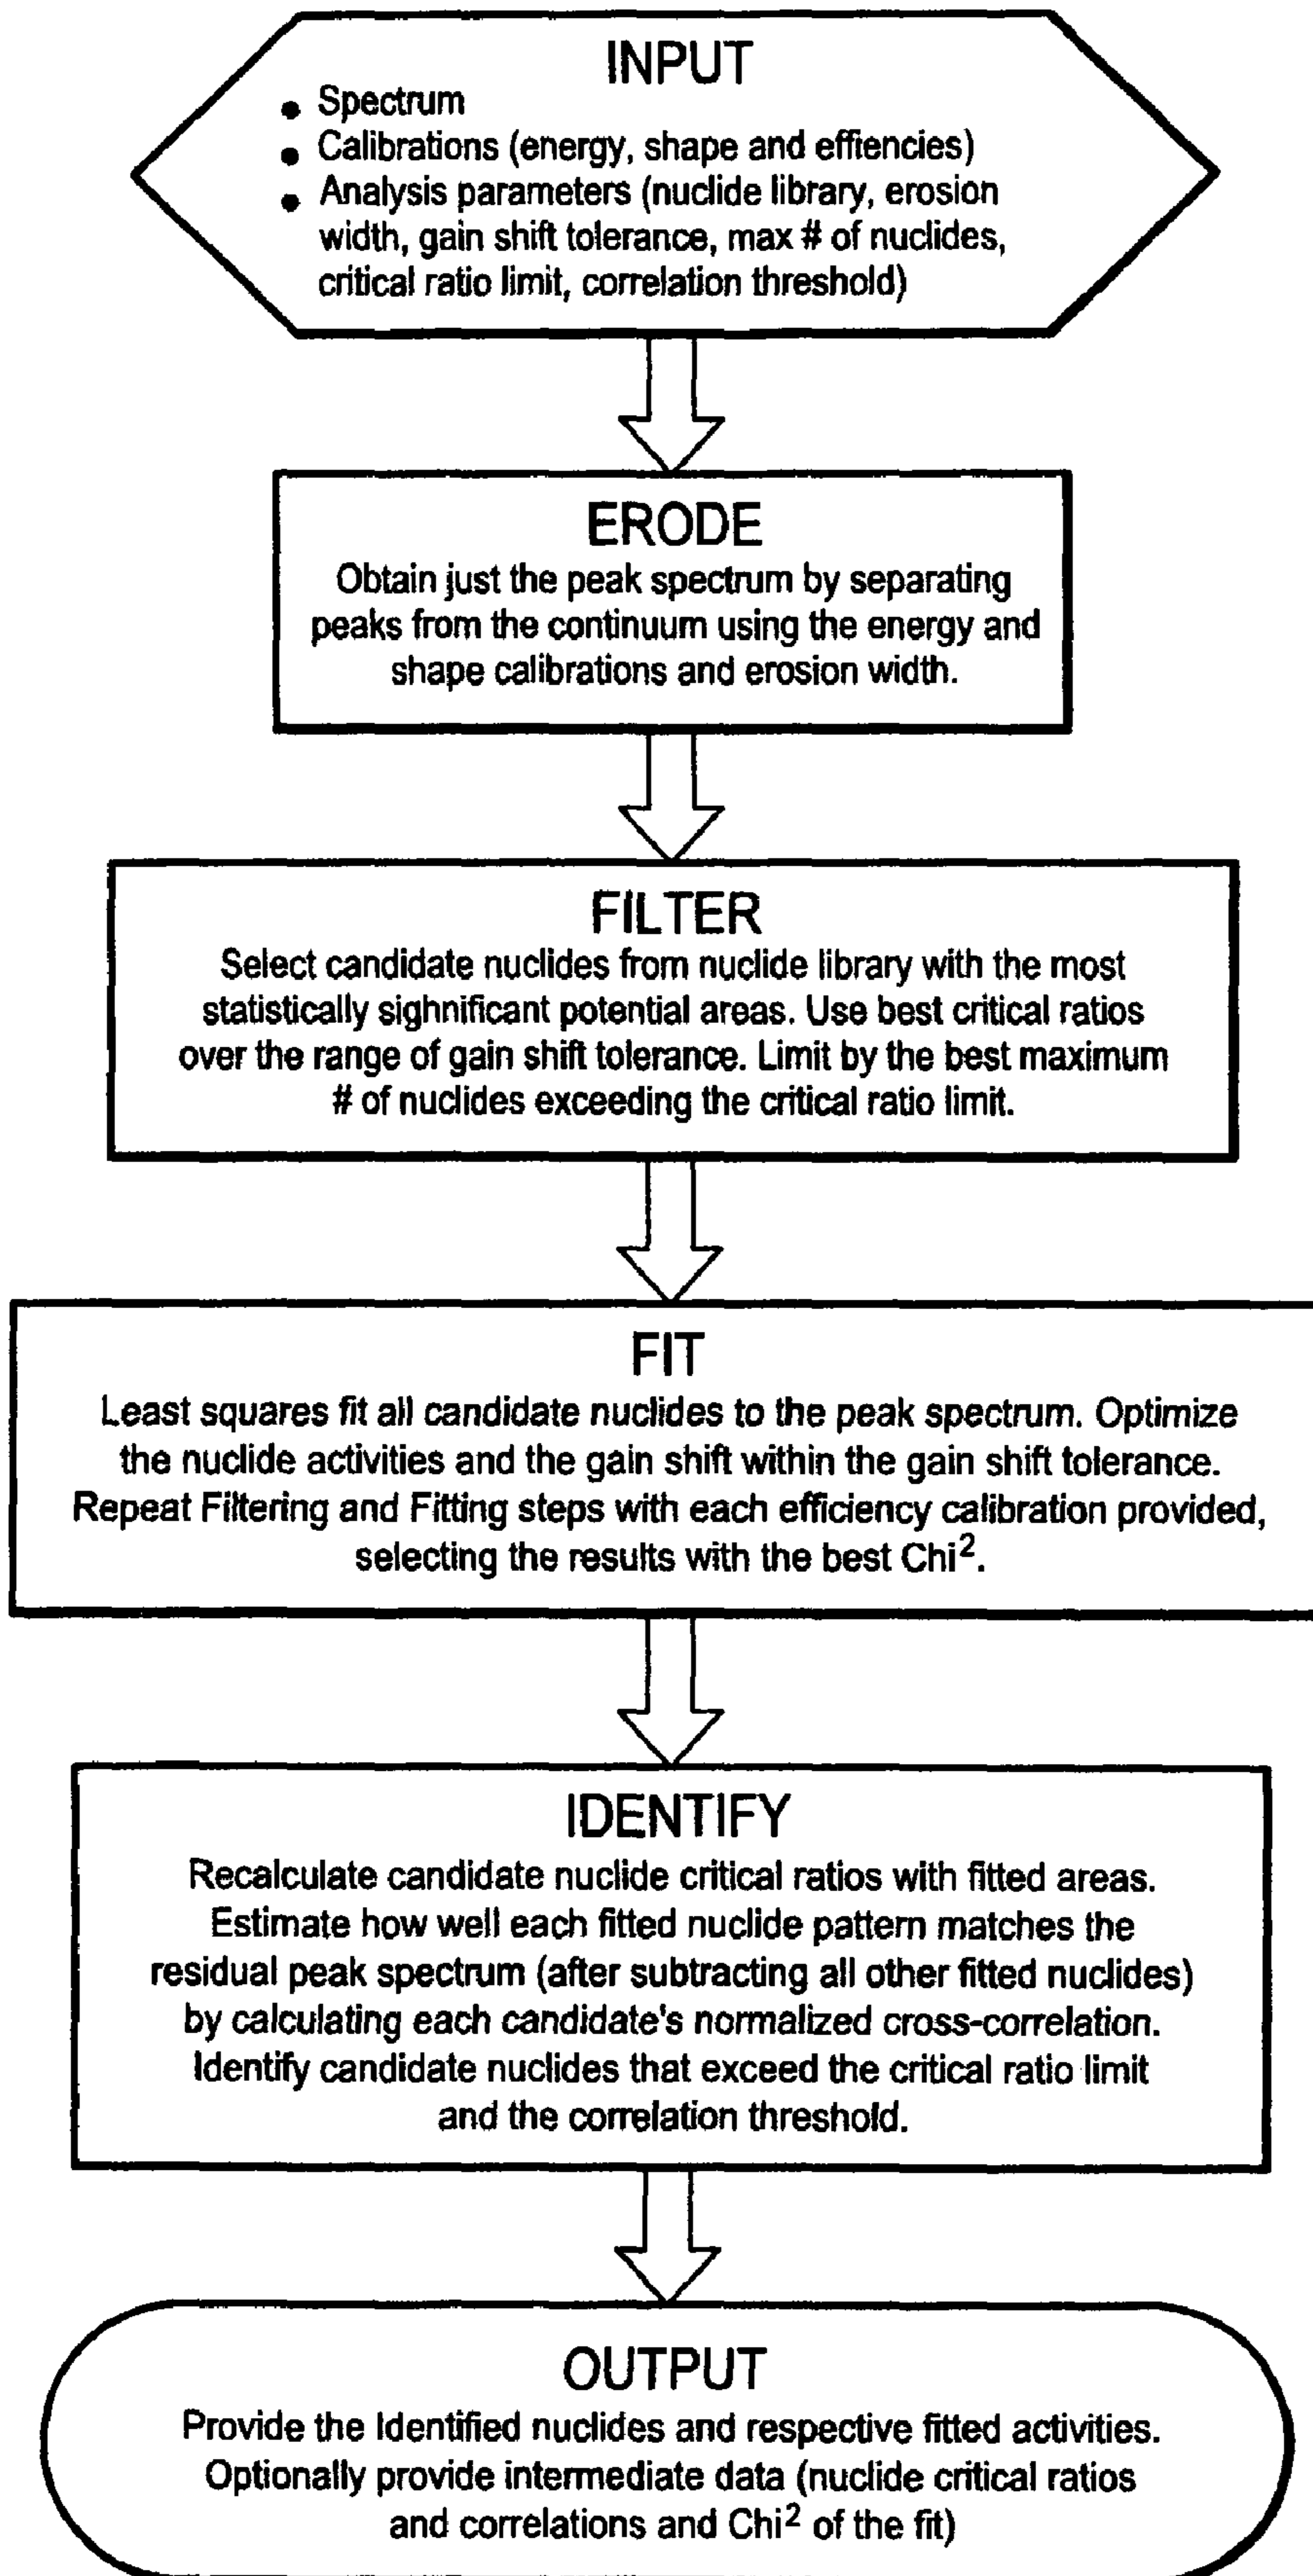 INPUT
• Spectrum
• Calibrations (energy, shape and effiencies)
• Analysis parameters (nuclide library, erosion
width, gain shift tolerance, max # of nuclides,
critical ratio limit, correlation threshold)
ERODE
Obtain just the peak spectrum by separating
peaks from the continuum using the energy and
shape calibrations and erosion width.
FILTER
Select candidate nuclides from nuclide library with the most
statistically sighnificant potential areas. Use best critical ratios
over the range of gain shift tolerance. Limit by the best maximum
# of nuclides exceeding the critical ratio limit.
FIT
Least squares fit all candidate nuclides to the peak spectrum. Optimize
the nuclide activities and the gain shift within the gain shift tolerance.
Repeat Filtering and Fitting steps with each efficiency calibration provided,
selecting the results with the best Chi².
IDENTIFY
Recalculate candidate nuclide critical ratios with fitted areas.
Estimate how well each fitted nuclide pattern matches the
residual peak spectrum (after subtracting all other fitted nuclides)
by calculating each candidate's normalized cross-correlation.
Identify candidate nuclides that exceed the critical ratio limit
and the correlation threshold.
OUTPUT
Provide the Identified nuclides and respective fitted activities.
Optionally provide intermediate data (nuclide critical ratios
and correlations and Chi² of the fit)